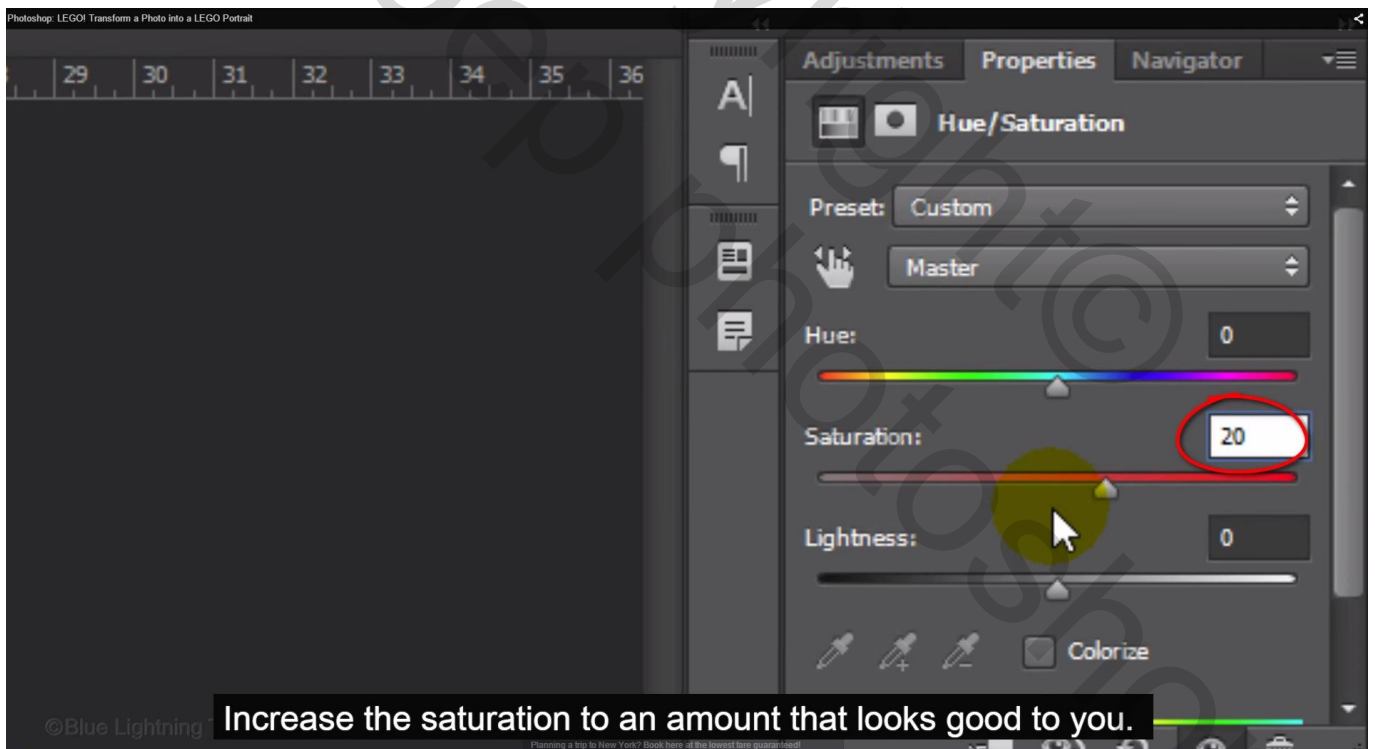 Photoshop: LEGO! Transform a Photo into a LEGO Portrait
29 30 31 32 33 34 35 36
A
Adjustments Properties Navigator
Hue/Saturation
Preset: Custom
Master
Hue: 0
Saturation: 20
Lightness: 0
Colorize
©Blue Lightning
Increase the saturation to an amount that looks good to you.
Planning a trip to New York? Book here at the lowest fare guaranteed!